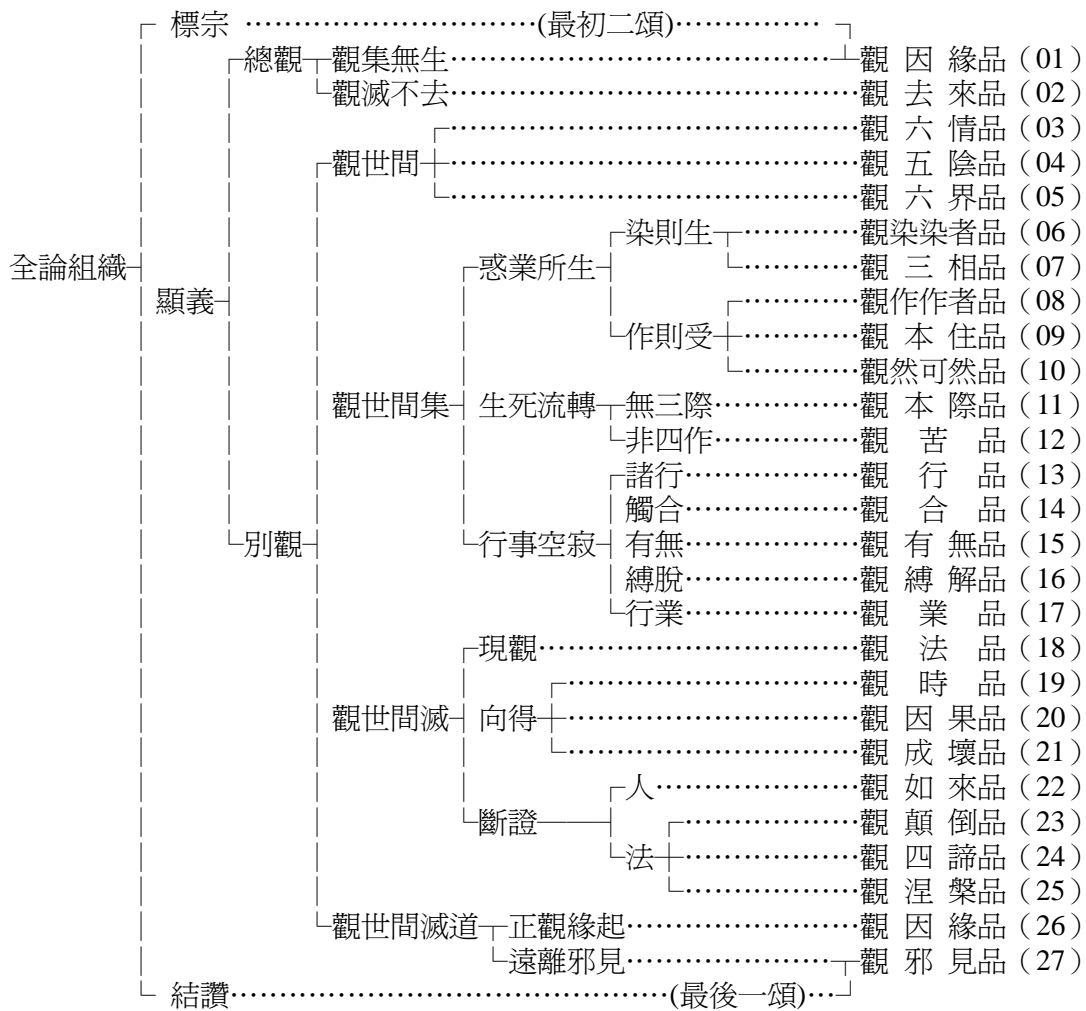 標宗(最初二頌)
總觀 觀集無生 觀因緣品(01)
觀滅不去 觀去來品(02)
觀六情品(03)
觀世間 觀五陰品(04)
觀六界品(05)
染則生 觀染染者品(06)
全論組織 惑業所生 觀三相品(07)
顯義 觀作作者品(08)
作則受 觀本住品(09)
觀然可然品(10)
觀世間集 生死流轉 無三際 觀本際品(11)
非四作 觀苦品(12)
諸行 觀行品(13)
觸合 觀合品(14)
別觀 行事空寂 有無 觀有無品(15)
縛脫 觀縛解品(16)
行業 觀業品(17)
現觀 觀法品(18)
觀時品(19)
觀世間滅 向得 觀因果品(20)
觀成壞品(21)
人 觀如來品(22)
斷證 觀顛倒品(23)
法 觀四諦品(24)
觀涅槃品(25)
觀世間滅道 正觀緣起 觀因緣品(26)
遠離邪見 觀邪見品(27)
結讚(最後一頌)